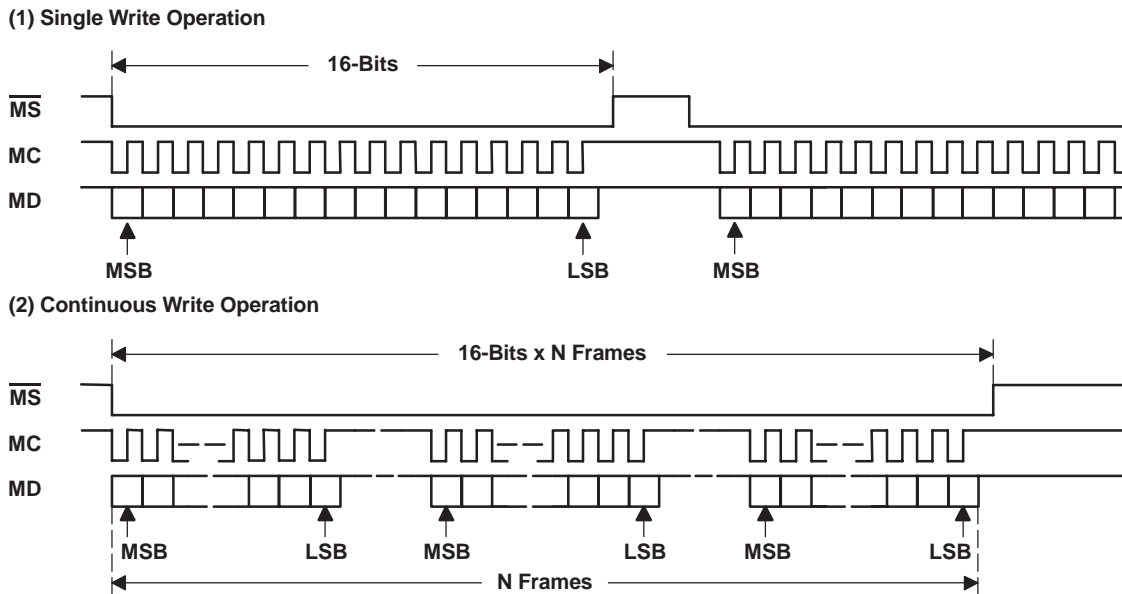 (1) Single Write Operation
16-Bits
MS
MC
MD
MSB LSB MSB
(2) Continuous Write Operation
16-Bits x N Frames
MS
MC
MD
MSB LSB MSB LSB MSB LSB
N Frames